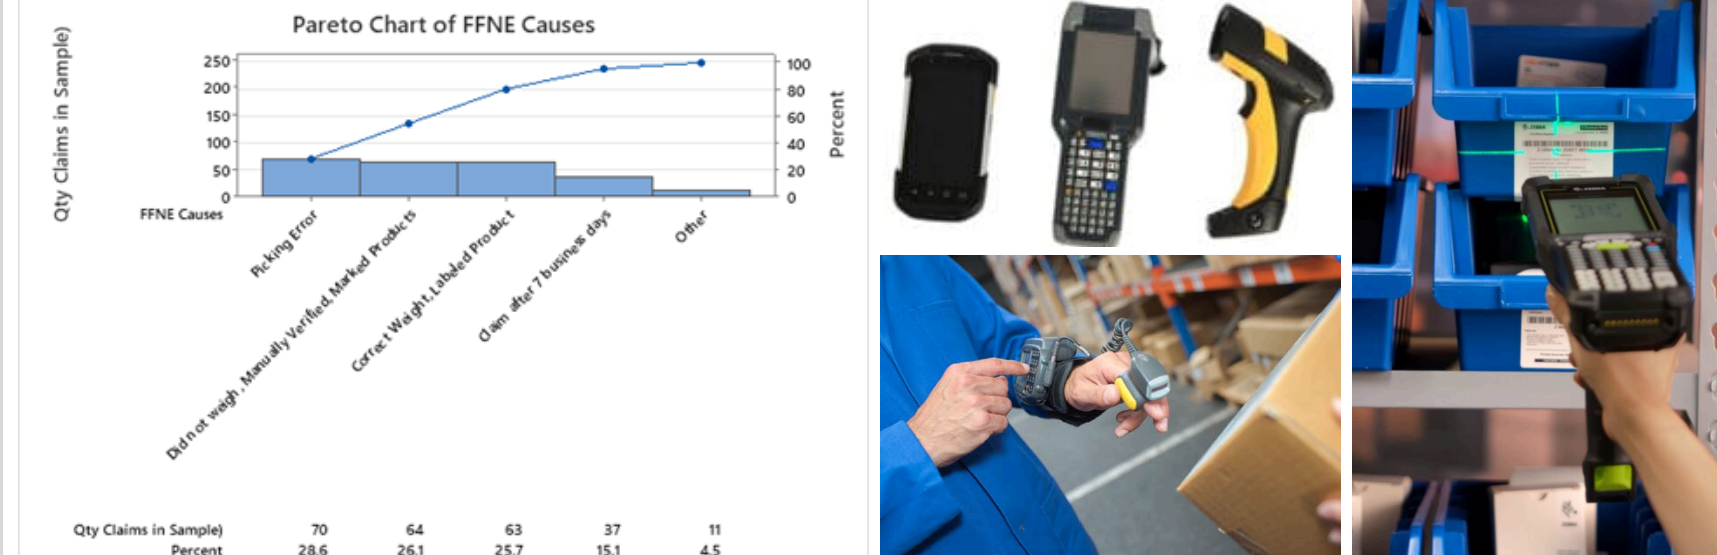 Pareto Chart of FFNE Causes
Qty Claims in Sample)
250
200
150
100
50
0
100
80
60
40
20
0
Percent
FFNE Causes
Picking Error
Did not weigh, Manually Verified, Marked Products
Correct Weight, Labeled Product
Claim after 7 business days
Other
Qty Claims in Sample) 70 64 63 37 11
Percent 28.6 26.1 25.7 15.1 4.5
ZEBRA